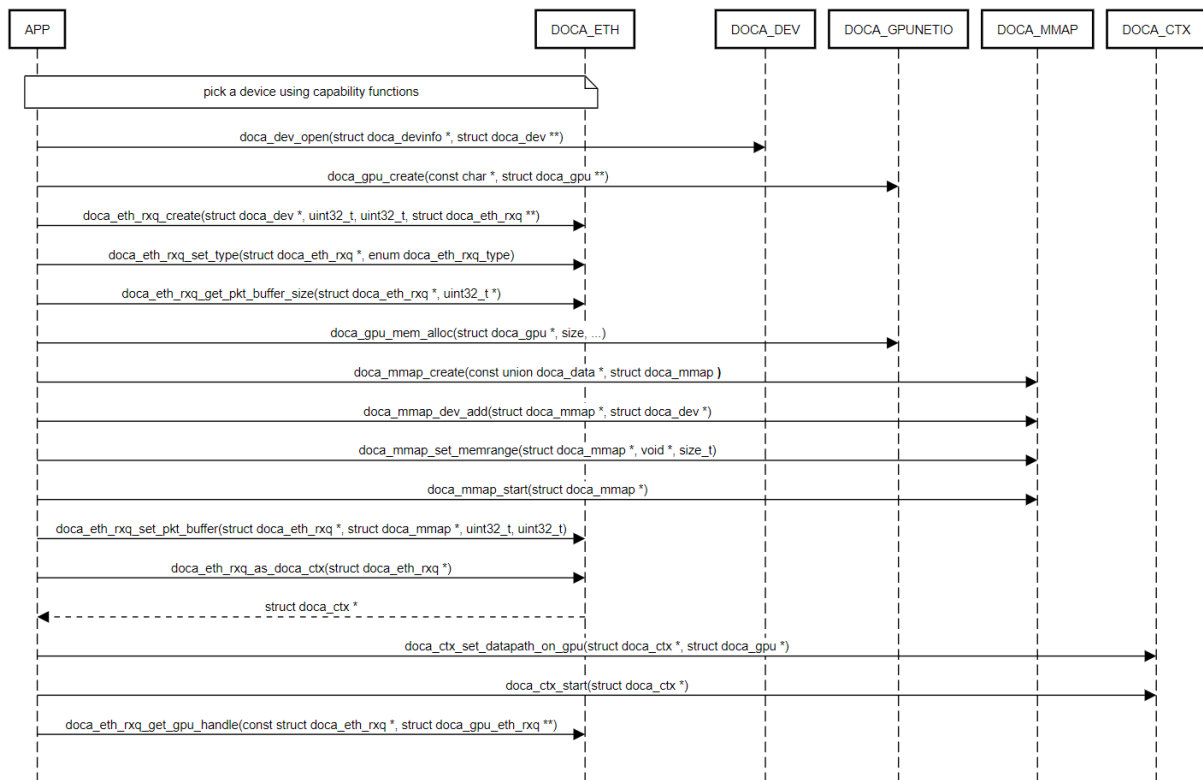 APP
DOCA_ETH
DOCA_DEV
DOCA_GPUNETIO
DOCA_MMAP
DOCA_CTX
pick a device using capability functions
doca_dev_open(struct doca_devinfo *, struct doca_dev **)
doca_gpu_create(const char *, struct doca_gpu **)
doca_eth_rxq_create(struct doca_dev *, uint32_t, uint32_t, struct doca_eth_rxq **)
doca_eth_rxq_set_type(struct doca_eth_rxq *, enum doca_eth_rxq_type)
doca_eth_rxq_get_pkt_buffer_size(struct doca_eth_rxq *, uint32_t *)
doca_gpu_mem_alloc(struct doca_gpu *, size, ...)
doca_mmap_create(const union doca_data *, struct doca_mmap )
doca_mmap_dev_add(struct doca_mmap *, struct doca_dev *)
doca_mmap_set_memrange(struct doca_mmap *, void *, size_t)
doca_mmap_start(struct doca_mmap *)
doca_eth_rxq_set_pkt_buffer(struct doca_eth_rxq *, struct doca_mmap *, uint32_t, uint32_t)
doca_eth_rxq_as_doca_ctx(struct doca_eth_rxq *)
struct doca_ctx *
doca_ctx_set_datapath_on_gpu(struct doca_ctx *, struct doca_gpu *)
doca_ctx_start(struct doca_ctx *)
doca_eth_rxq_get_gpu_handle(const struct doca_eth_rxq *, struct doca_gpu_eth_rxq **)